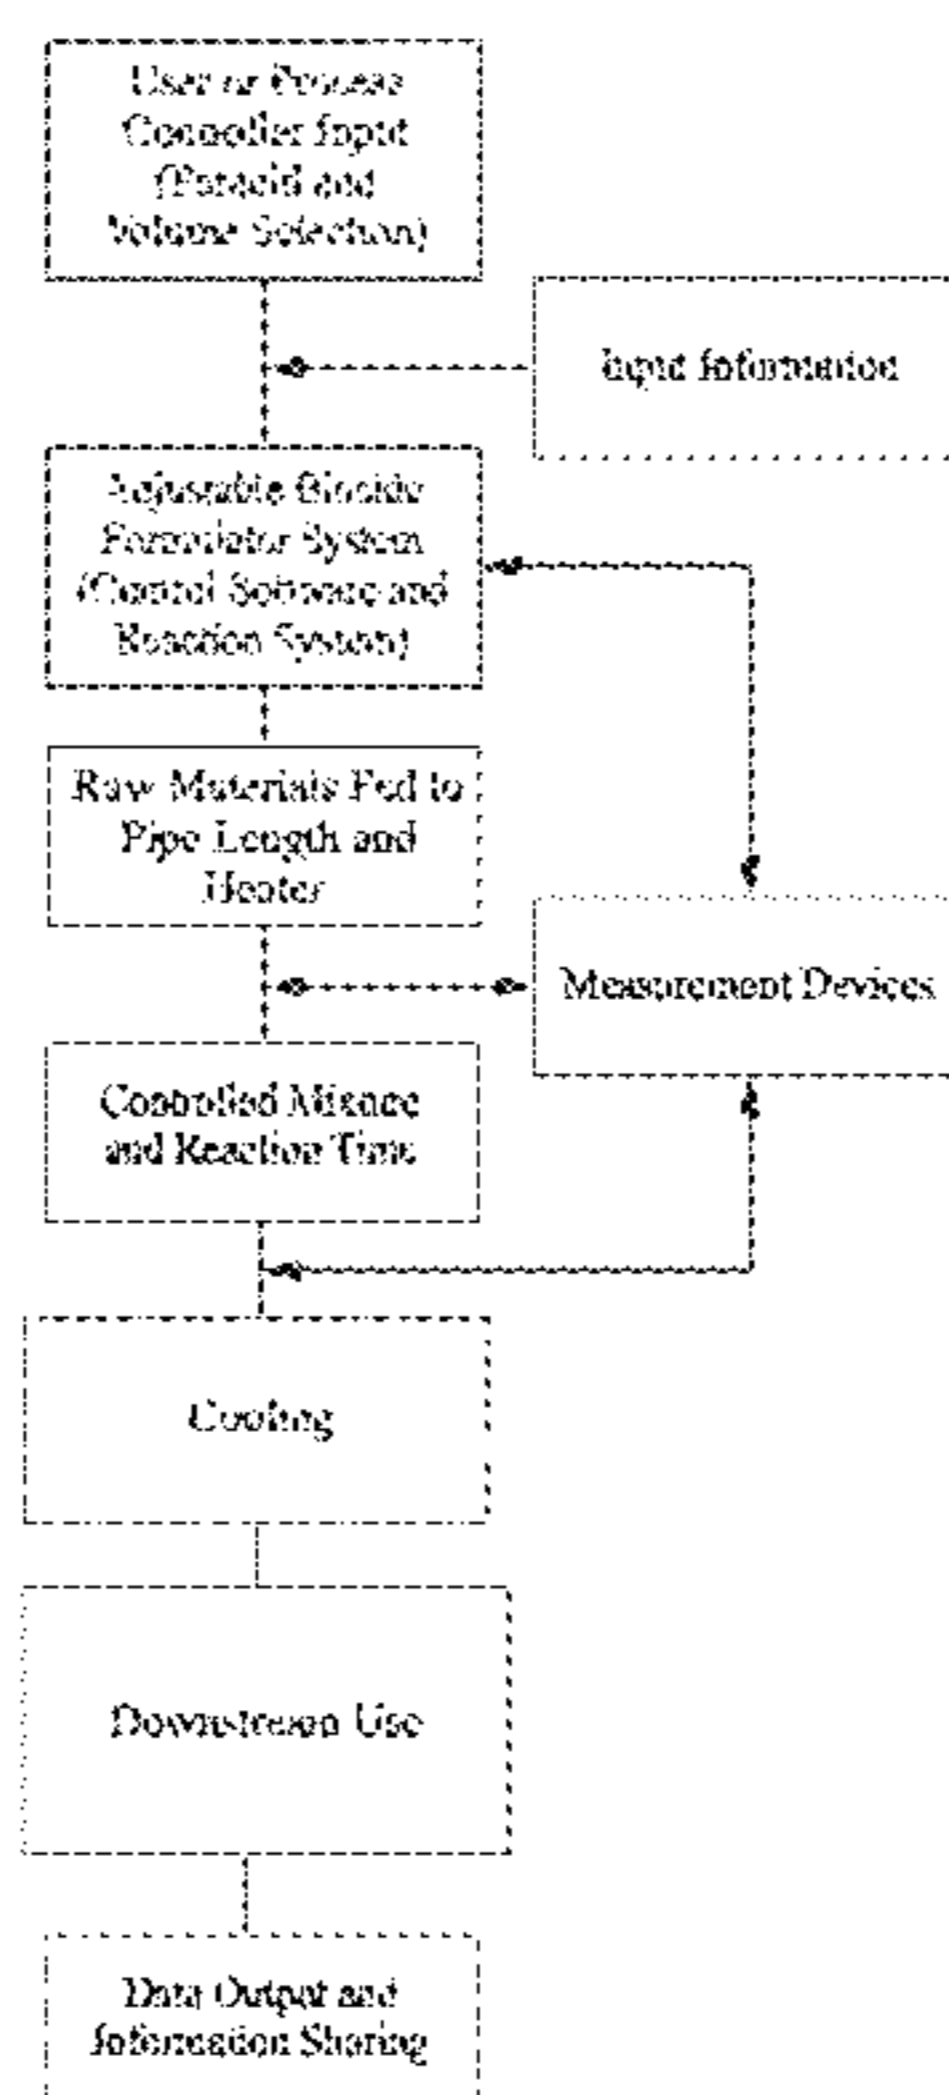 User or Process
Controller Input
(Peracid and
Volume Selection)
Input Information
Adjustable Biocide
Formulator System
(Control Software and
Reaction System)
Raw Materials Fed to
Pipe Length and
Heater
Measurement Devices
Controlled Mixture
and Reaction Time
Cooling
Downstream Use
Data Output and
Information Sharing